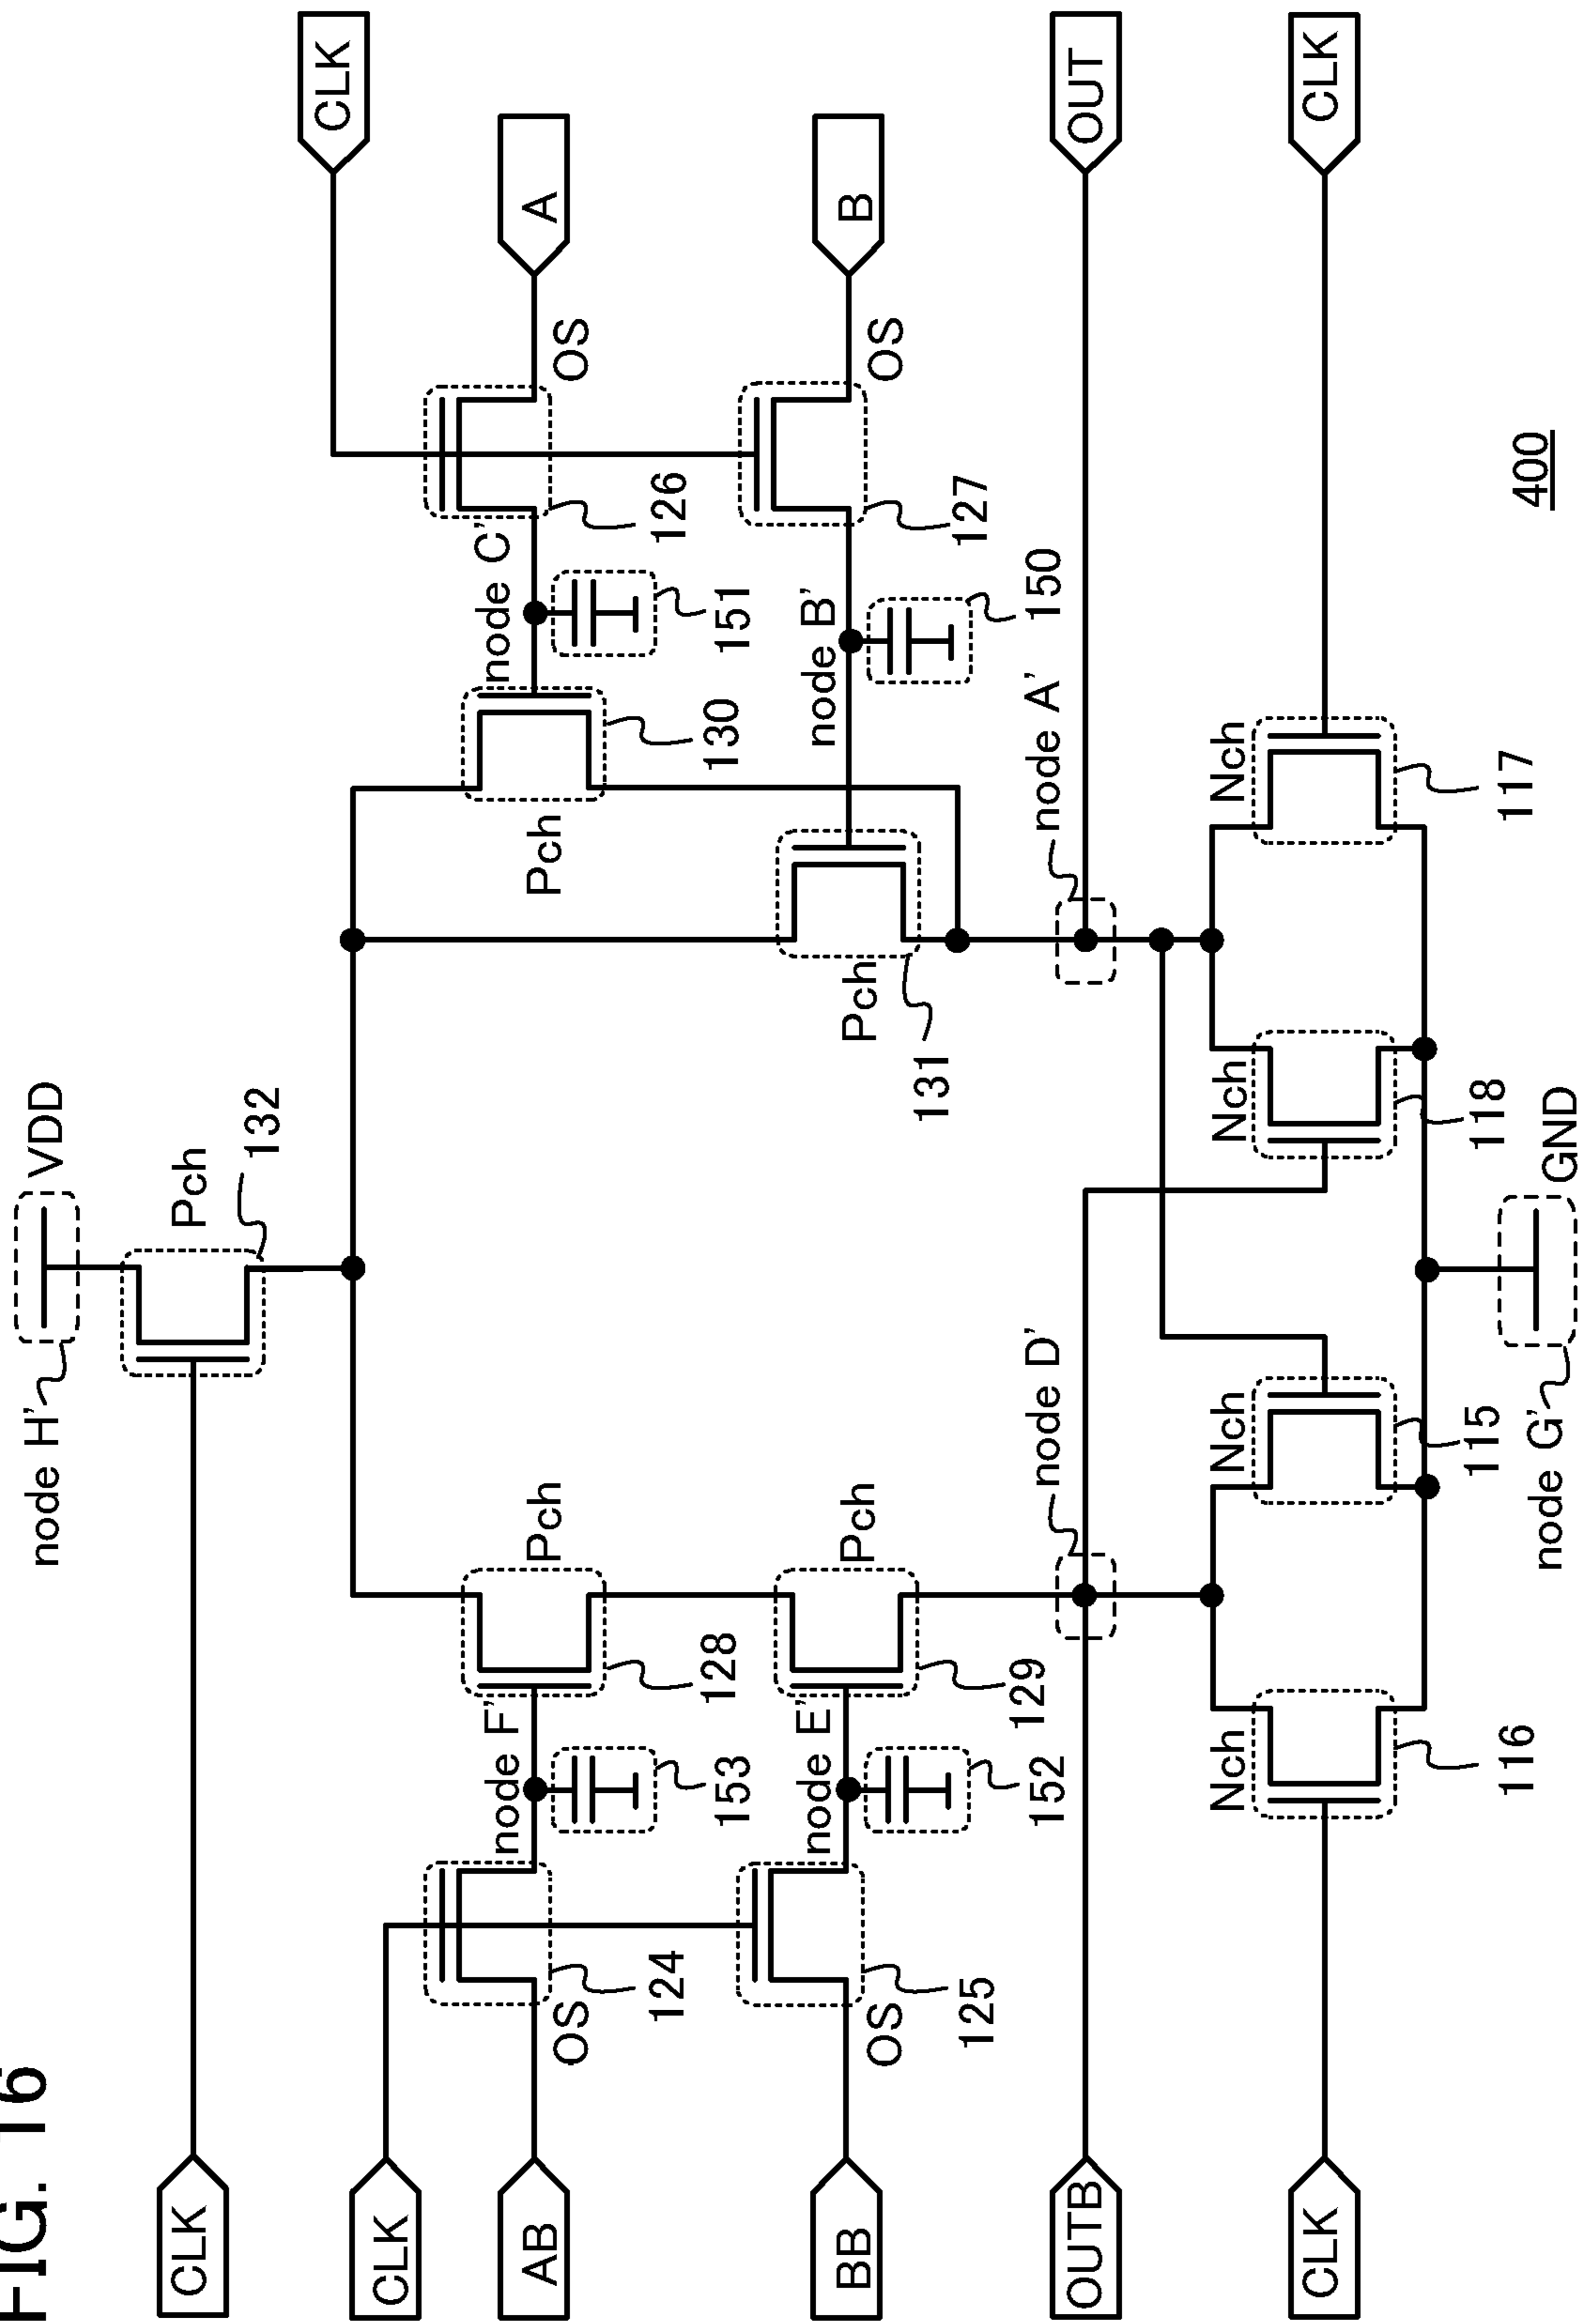 FIG. 16
node H'
VDD
CLK
Pch
132
CLK
CLK
AB
OS
124
node F'
153
128
Pch
Pch
130
node C'
151
126
OS
A
BB
OS
125
node E'
152
129
Pch
Pch
131
node B'
150
127
OS
B
OUTB
node D'
node A'
OUT
CLK
Nch
116
Nch
115
Nch
118
Nch
117
CLK
node G'
GND
400